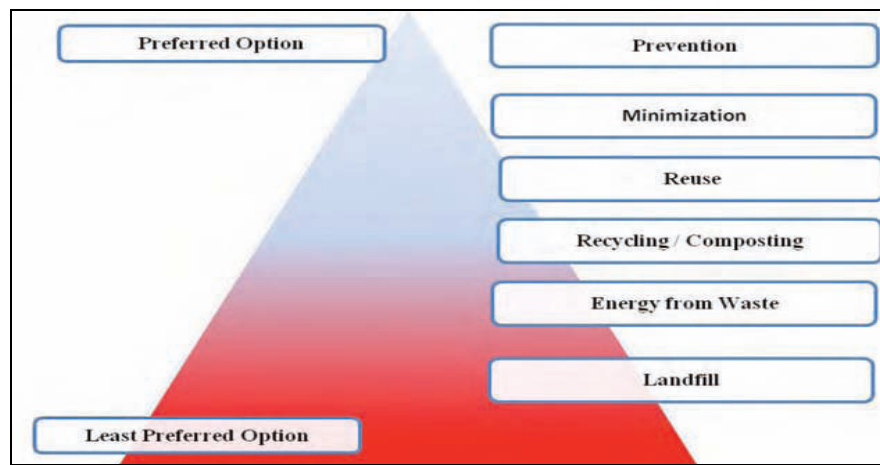 Preferred Option
Prevention
Minimization
Reuse
Recycling / Composting
Energy from Waste
Landfill
Least Preferred Option